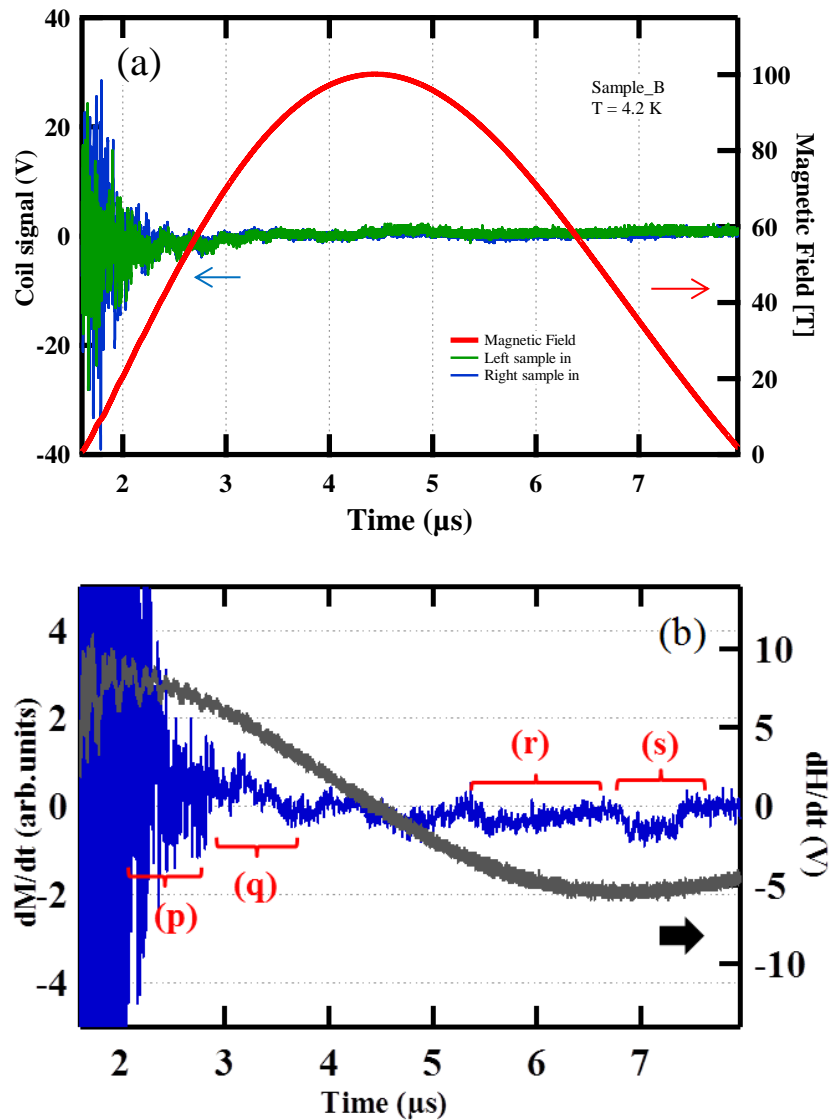 (a)
Sample_B
T = 4.2 K
40
20
0
-20
-40
Coil signal (V)
100
80
60
40
20
0
Magnetic Field [T]
Magnetic Field
Left sample in
Right sample in
2 3 4 5 6 7
Time (µs)
(b)
4
2
0
-2
-4
dM/dt (arb.units)
10
5
0
-5
-10
dH/dt (V)
(p)
(q)
(r)
(s)
2 3 4 5 6 7
Time (µs)